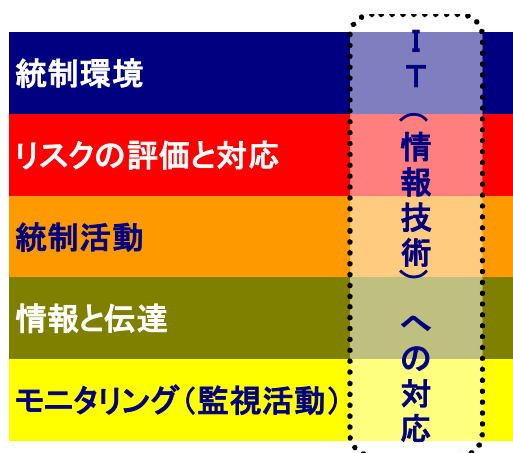 統制環境
リスクの評価と対応
統制活動
情報と伝達
モニタリング（監視活動）
ＩＴ（情報技術）への対応